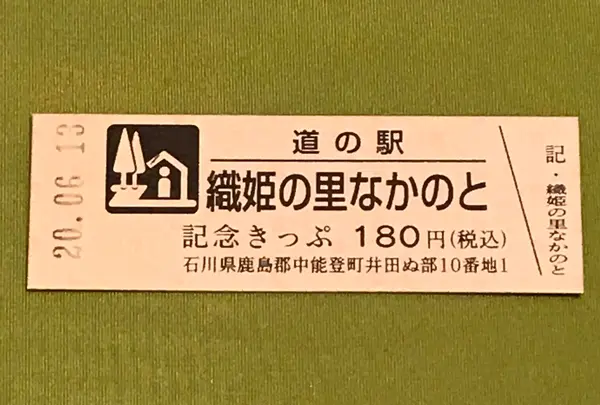 20.06 13
道の駅
織姫の里なかのと
記念きっぷ 180円(税込)
石川県鹿島郡中能登町井田ぬ部10番地1
記・織姫の里なかのと